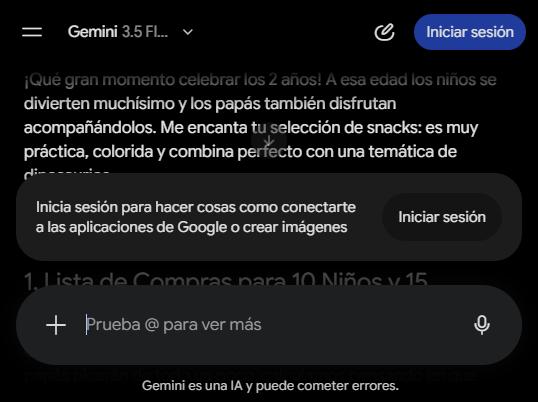 Gemini 3.5 Fl...
Iniciar sesión
¡Qué gran momento celebrar los 2 años! A esa edad los niños se
divierten muchísimo y los papás también disfrutan
acompañándolos. Me encanta tu selección de snacks: es muy
práctica, colorida y combina perfecto con una temática de
dinosaurios.
Inicia sesión para hacer cosas como conectarte
a las aplicaciones de Google o crear imágenes
Iniciar sesión
1. Lista de Compras para 10 Niños y 15
Prueba @ para ver más
Gemini es una IA y puede cometer errores.